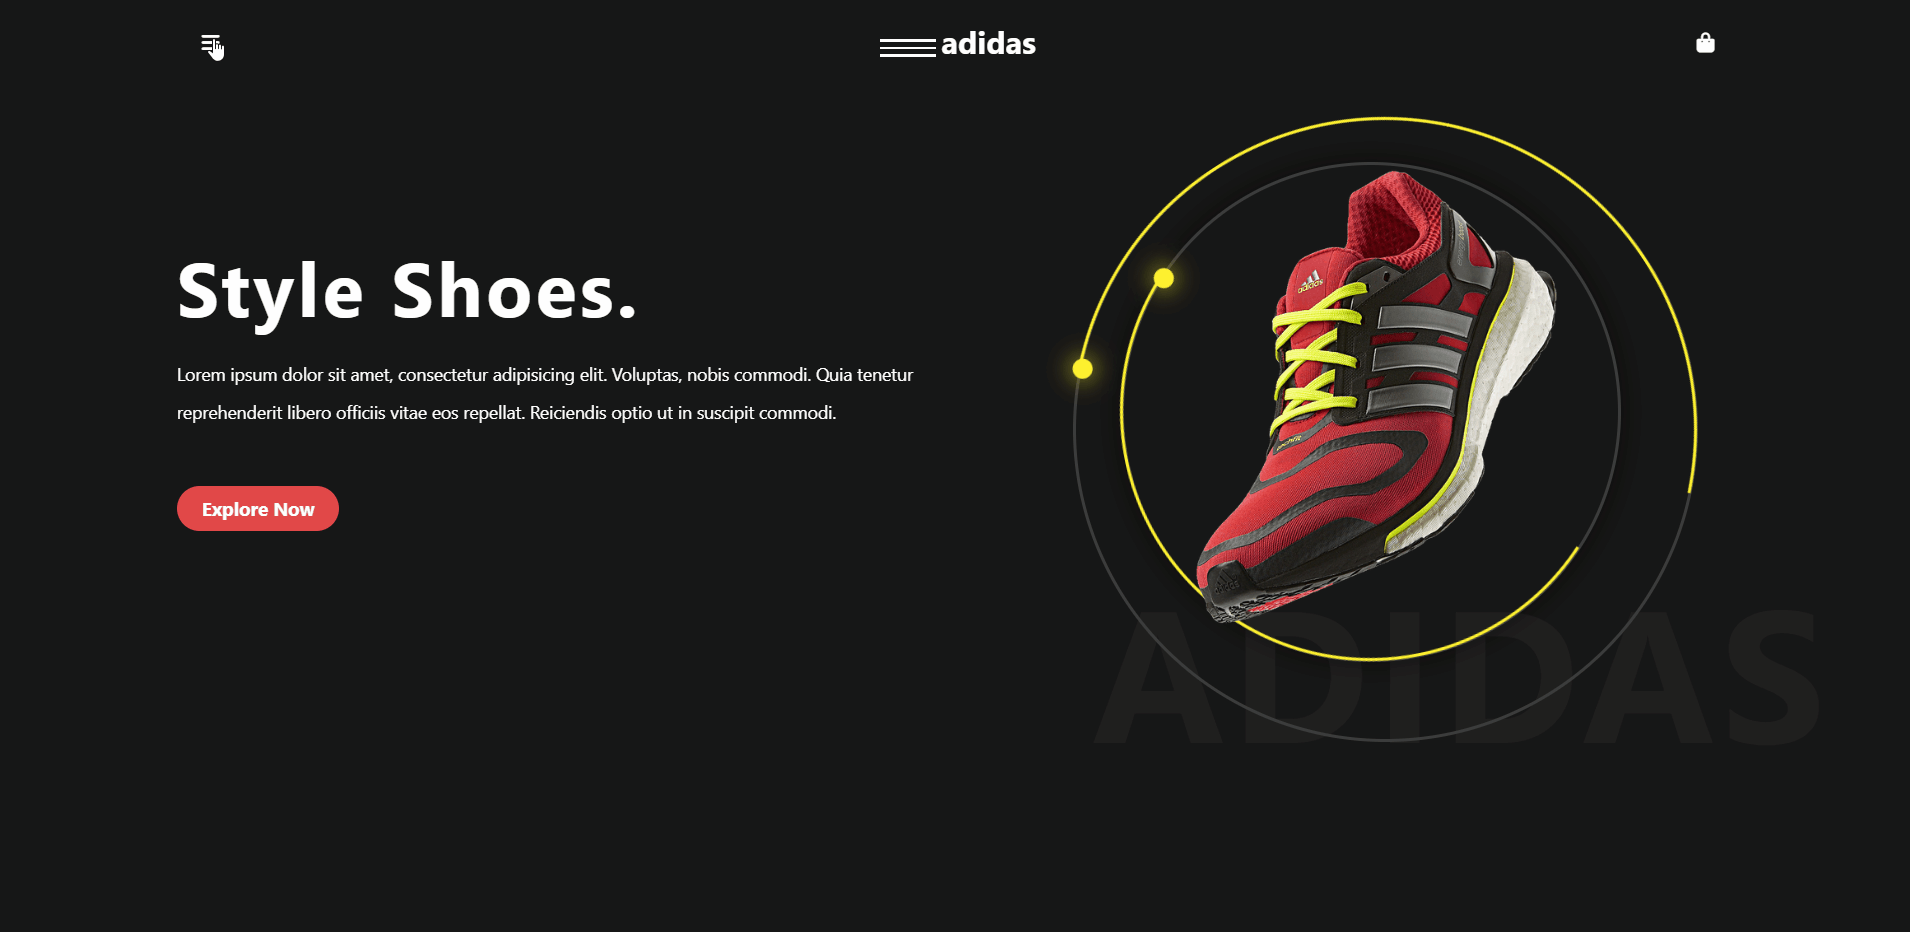 adidas
Style Shoes.
Lorem ipsum dolor sit amet, consectetur adipisicing elit. Voluptas, nobis commodi. Quia tenetur
reprehenderit libero officiis vitae eos repellat. Reiciendis optio ut in suscipit commodi.
Explore Now
adidas
ADIDAS